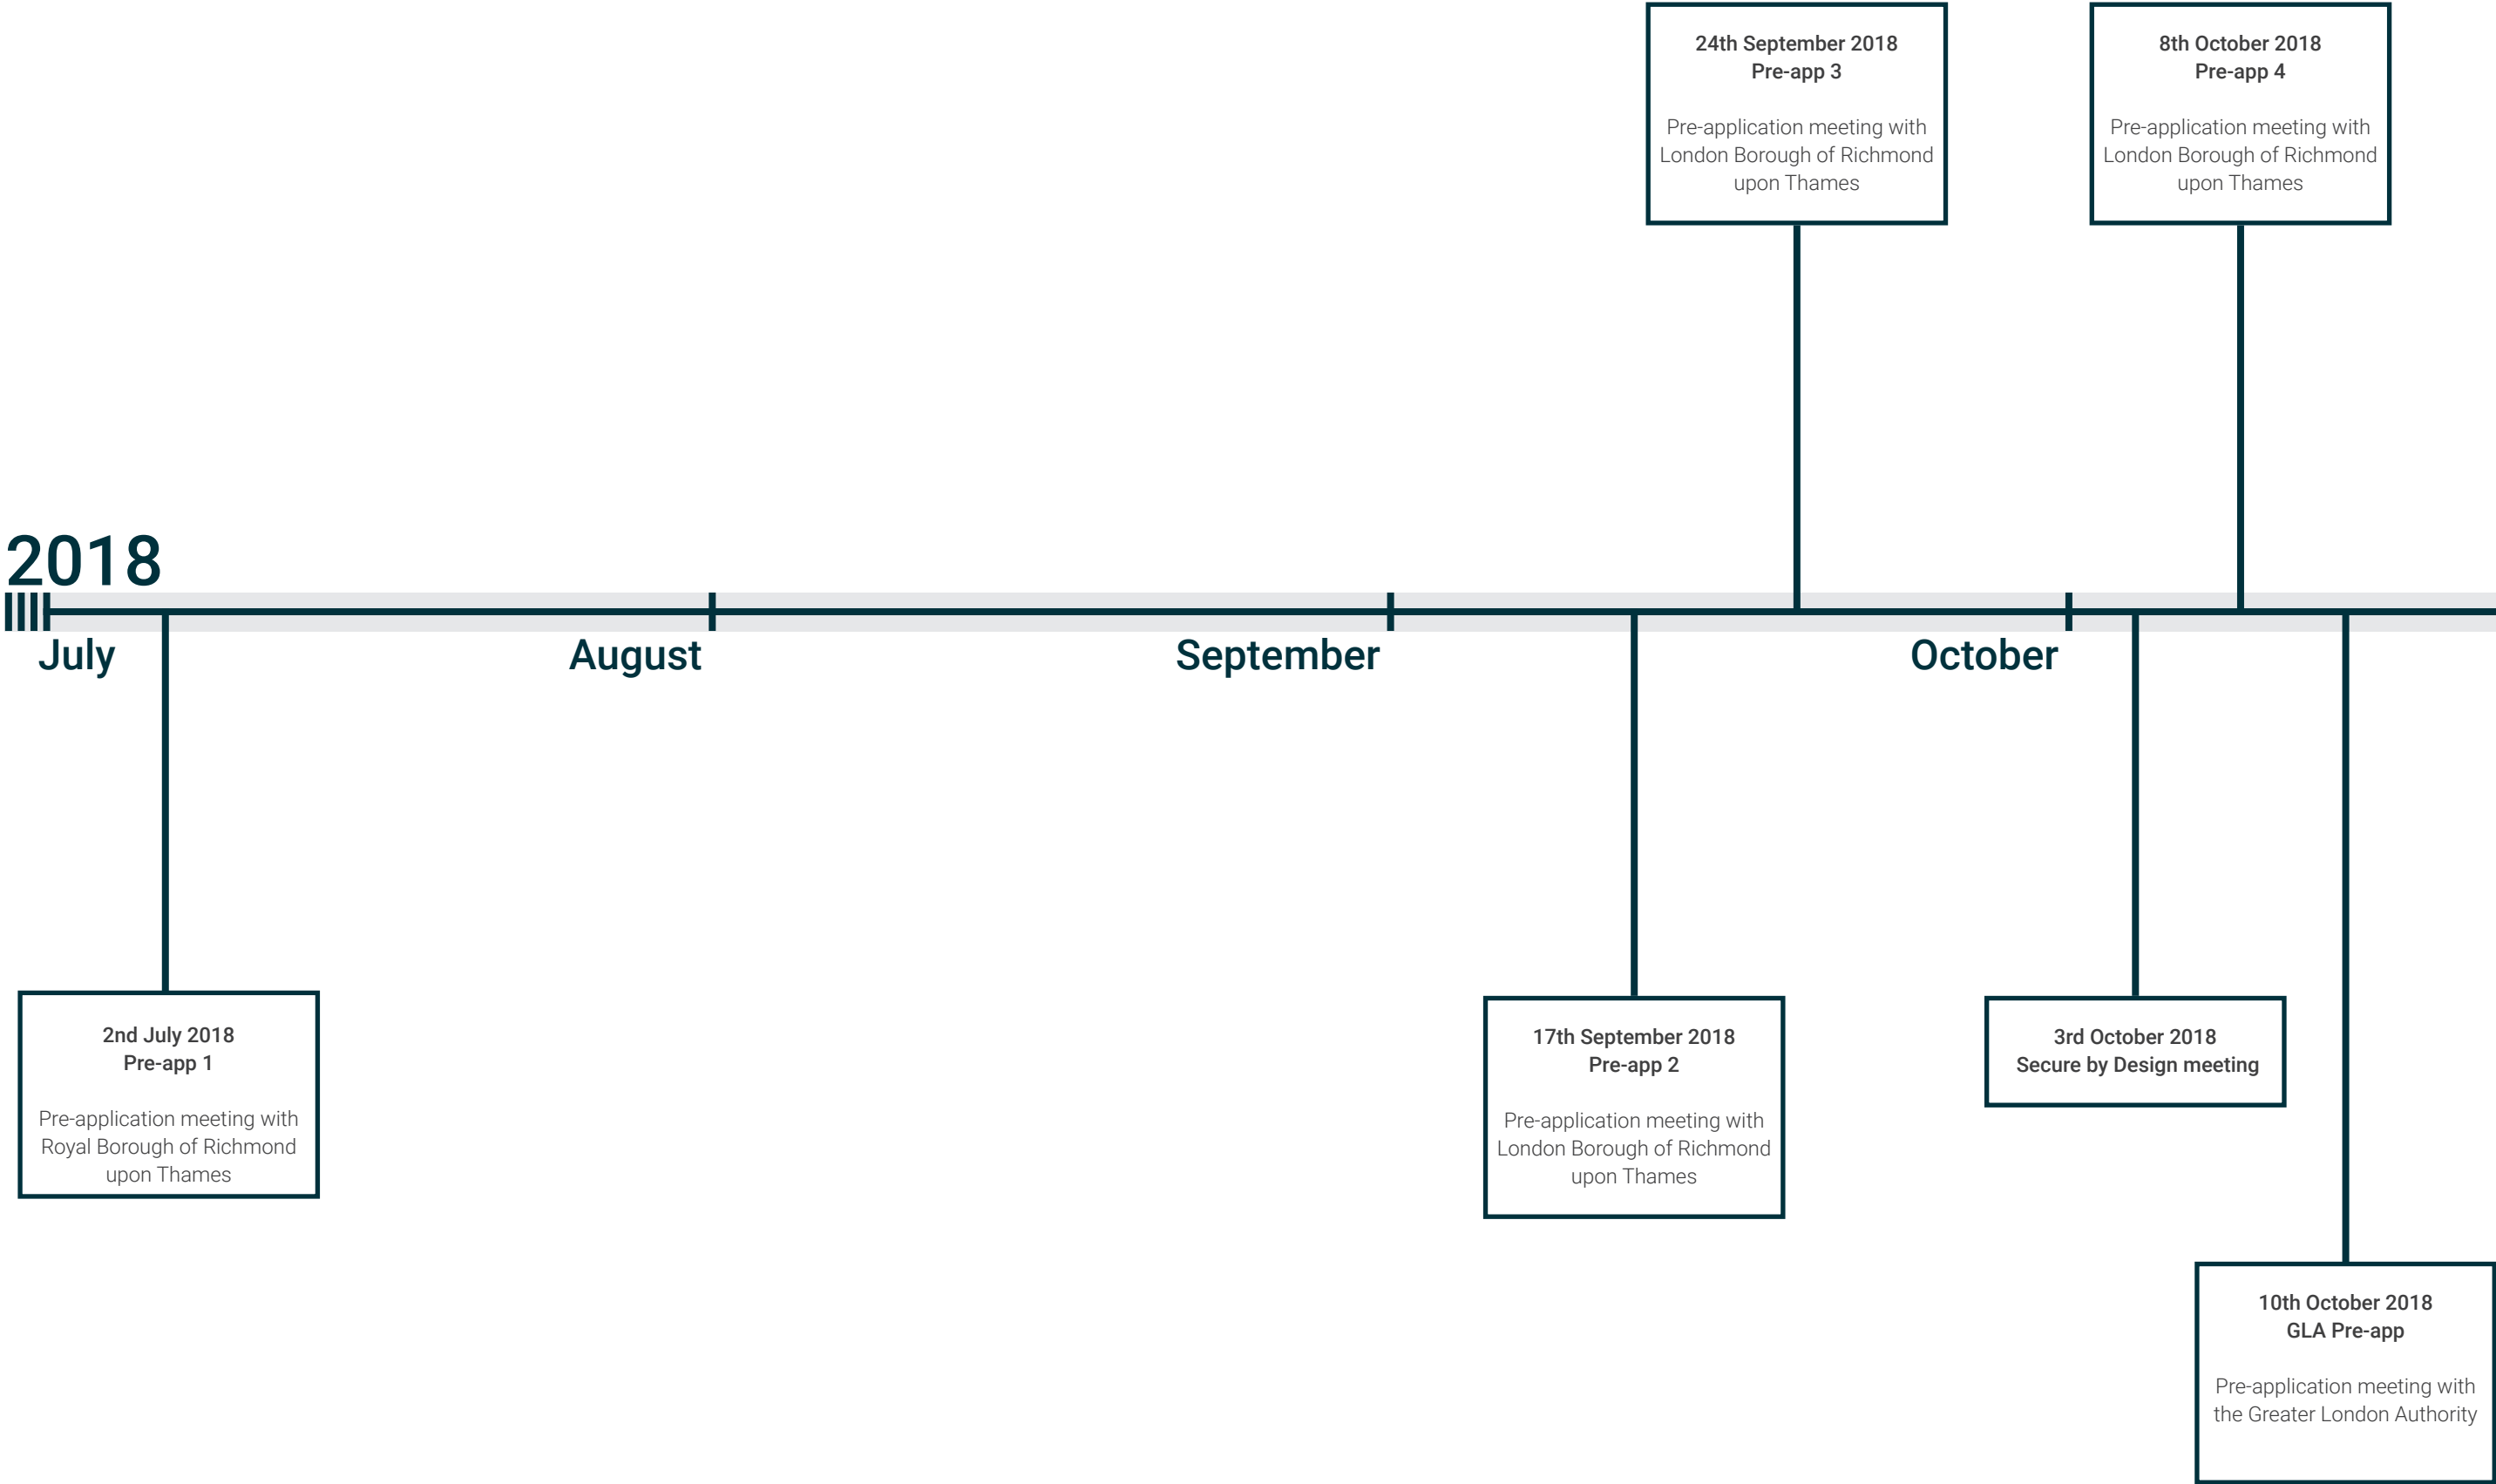 24th September 2018
Pre-app 3
Pre-application meeting with
London Borough of Richmond
upon Thames
8th October 2018
Pre-app 4
Pre-application meeting with
London Borough of Richmond
upon Thames
2018
July
August
September
October
2nd July 2018
Pre-app 1
Pre-application meeting with
Royal Borough of Richmond
upon Thames
17th September 2018
Pre-app 2
Pre-application meeting with
London Borough of Richmond
upon Thames
3rd October 2018
Secure by Design meeting
10th October 2018
GLA Pre-app
Pre-application meeting with
the Greater London Authority